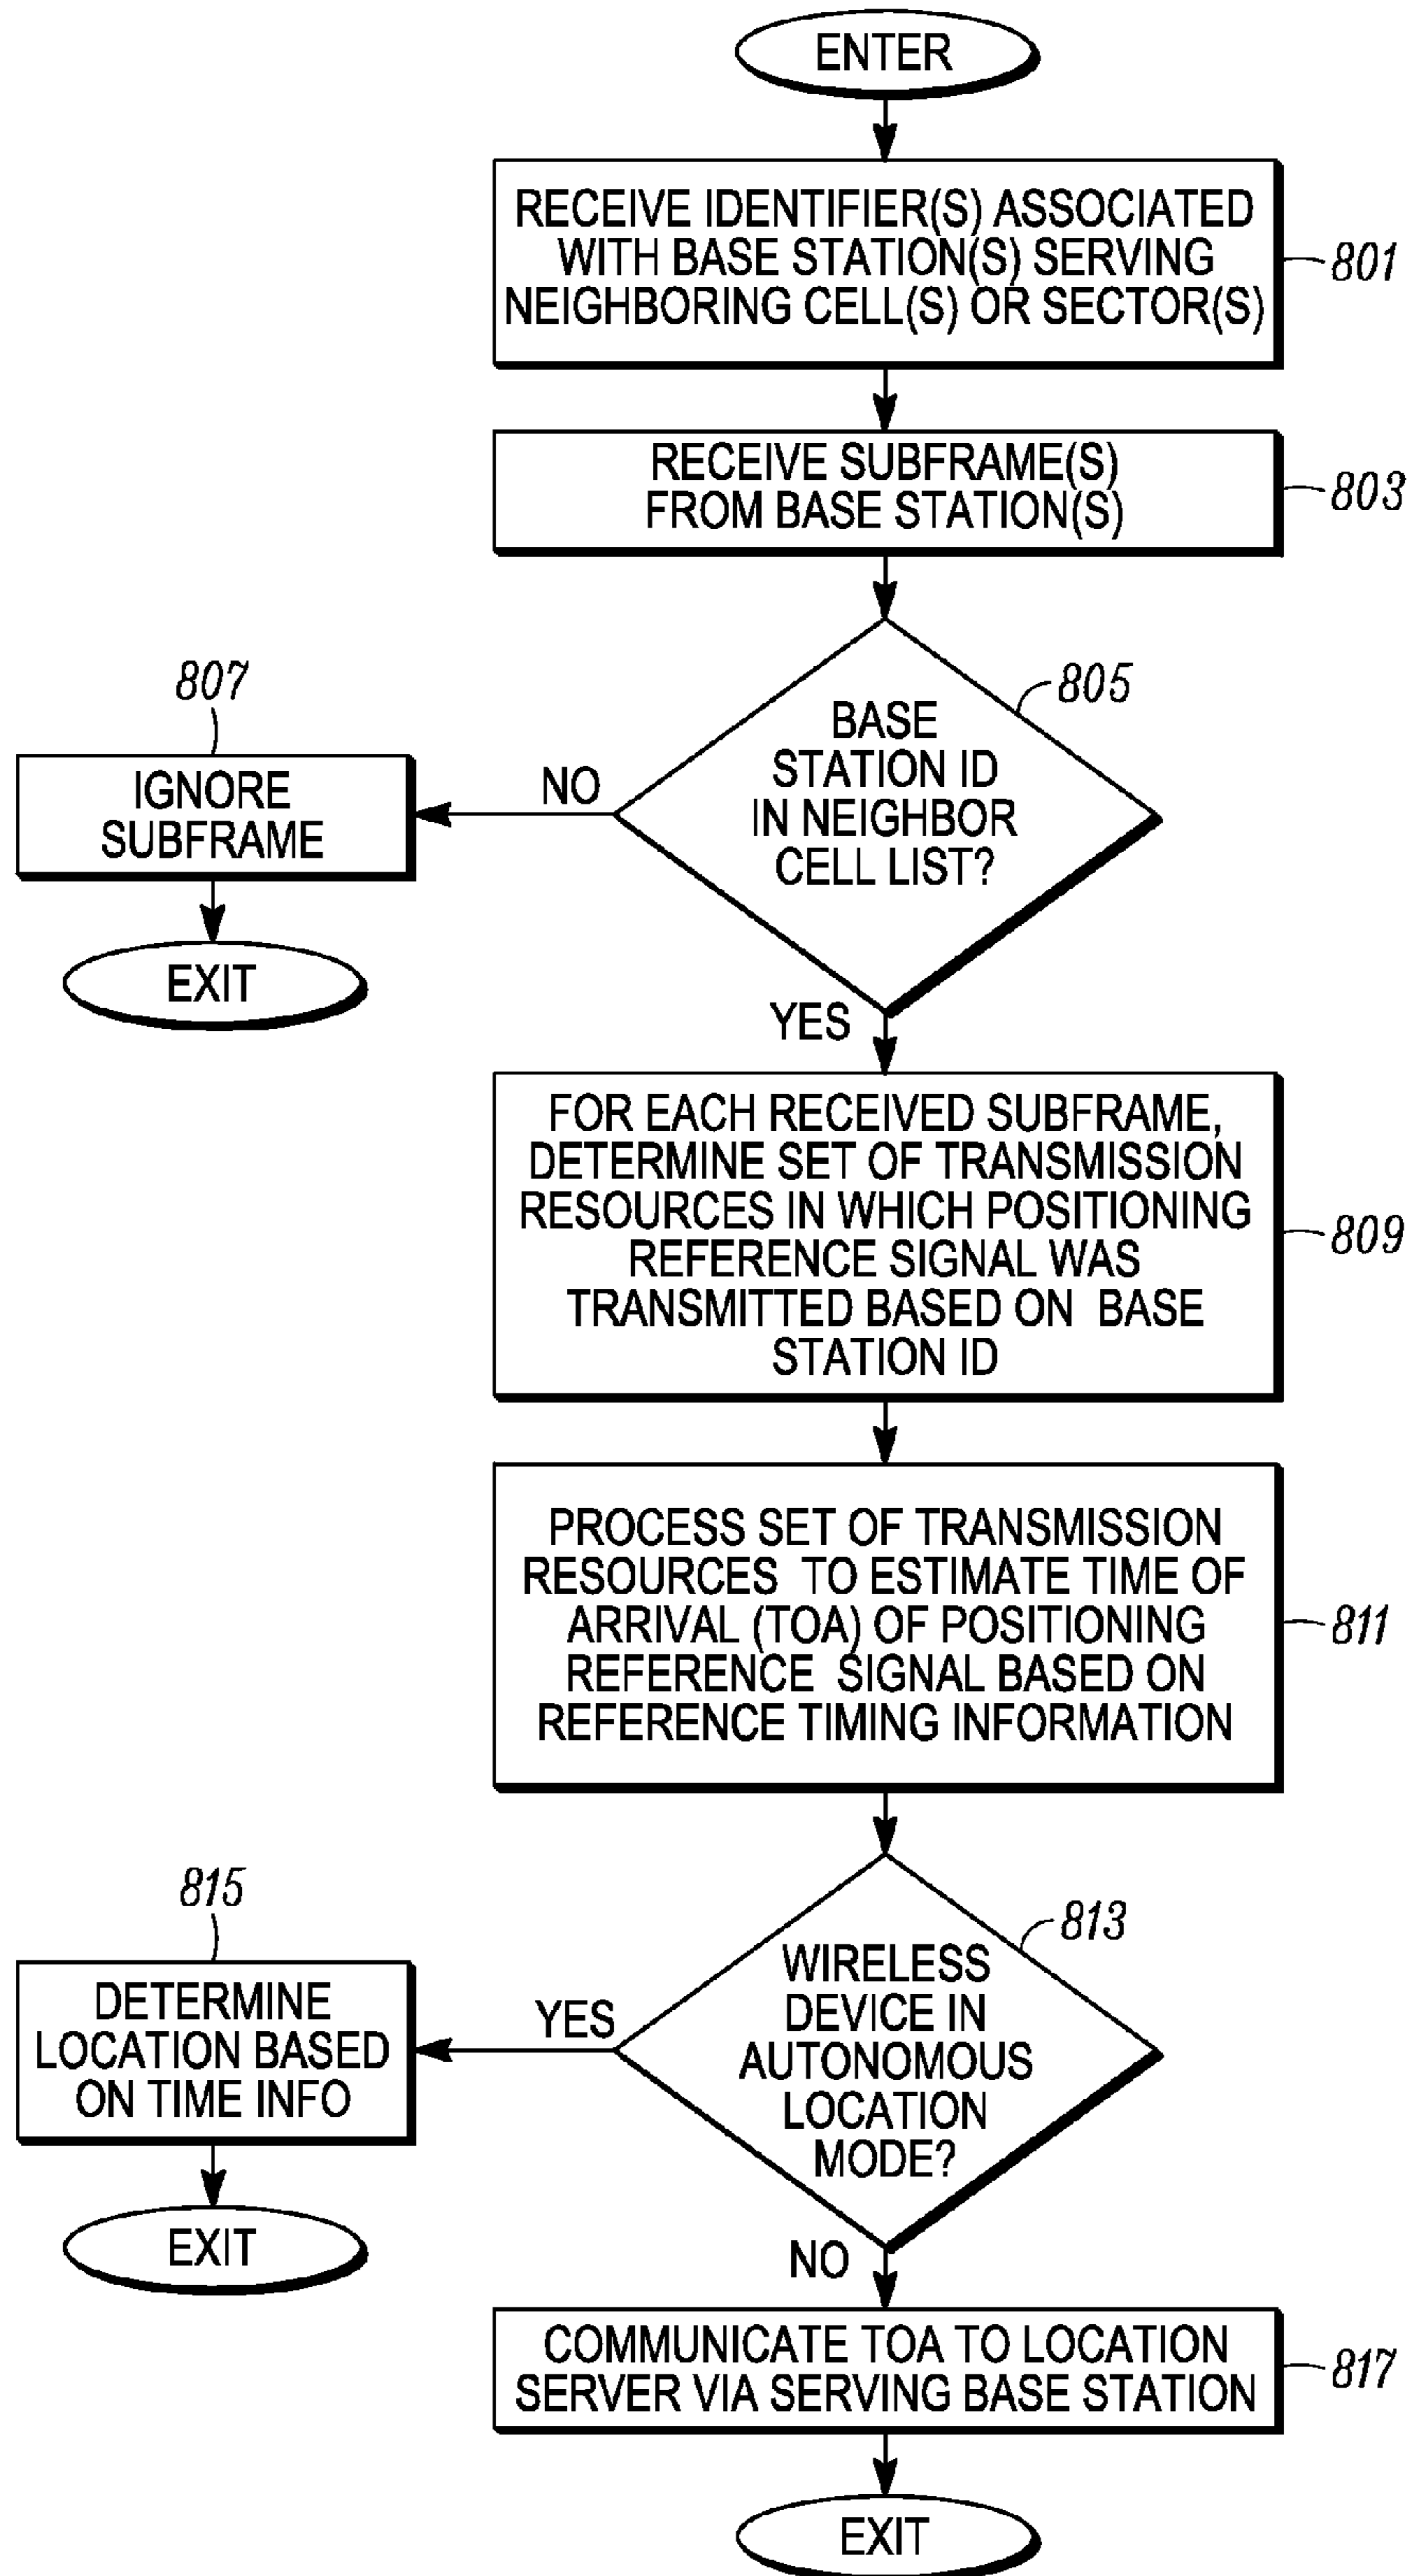 ENTER
RECEIVE IDENTIFIER(S) ASSOCIATED
WITH BASE STATION(S) SERVING
NEIGHBORING CELL(S) OR SECTOR(S)
801
RECEIVE SUBFRAME(S)
FROM BASE STATION(S)
803
BASE
STATION ID
IN NEIGHBOR
CELL LIST?
805
NO
807
IGNORE
SUBFRAME
EXIT
YES
FOR EACH RECEIVED SUBFRAME,
DETERMINE SET OF TRANSMISSION
RESOURCES IN WHICH POSITIONING
REFERENCE SIGNAL WAS
TRANSMITTED BASED ON BASE
STATION ID
809
PROCESS SET OF TRANSMISSION
RESOURCES TO ESTIMATE TIME OF
ARRIVAL (TOA) OF POSITIONING
REFERENCE SIGNAL BASED ON
REFERENCE TIMING INFORMATION
811
WIRELESS
DEVICE IN
AUTONOMOUS
LOCATION
MODE?
813
YES
815
DETERMINE
LOCATION BASED
ON TIME INFO
EXIT
NO
COMMUNICATE TOA TO LOCATION
SERVER VIA SERVING BASE STATION
817
EXIT